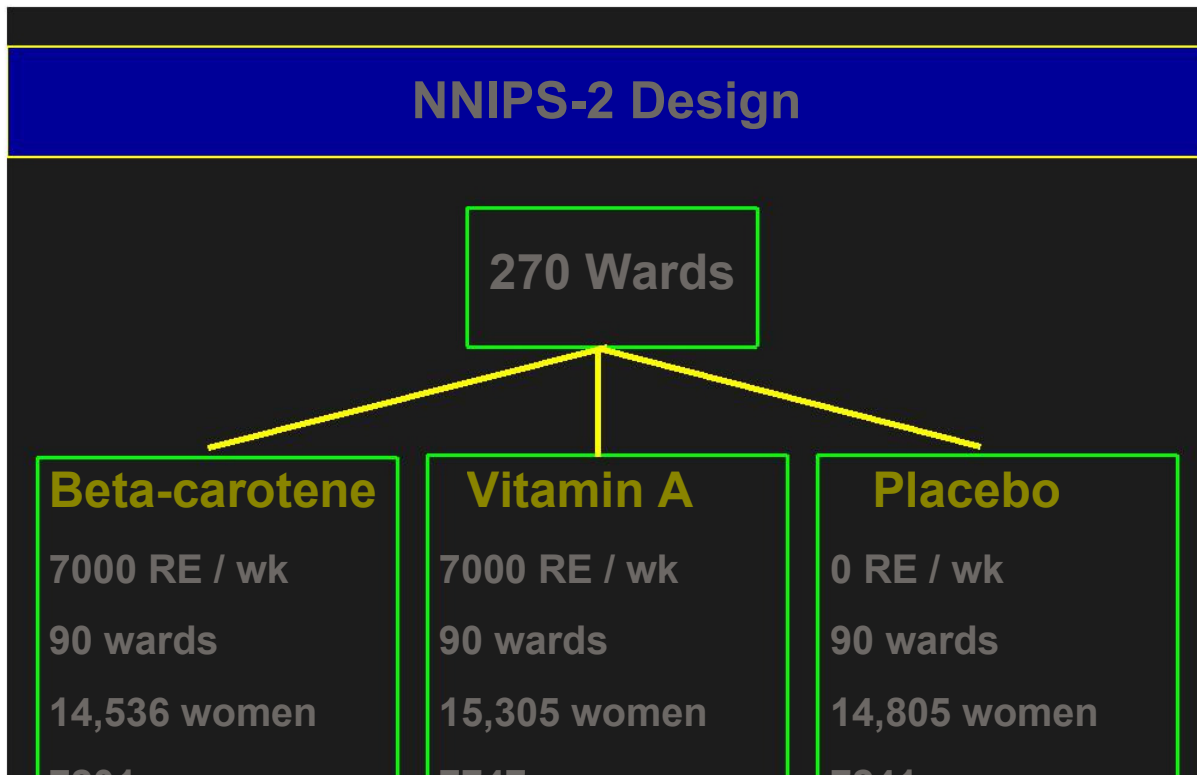 NNIPS-2 Design
270 Wards
Beta-carotene
7000 RE / wk
90 wards
14,536 women
Vitamin A
7000 RE / wk
90 wards
15,305 women
Placebo
0 RE / wk
90 wards
14,805 women